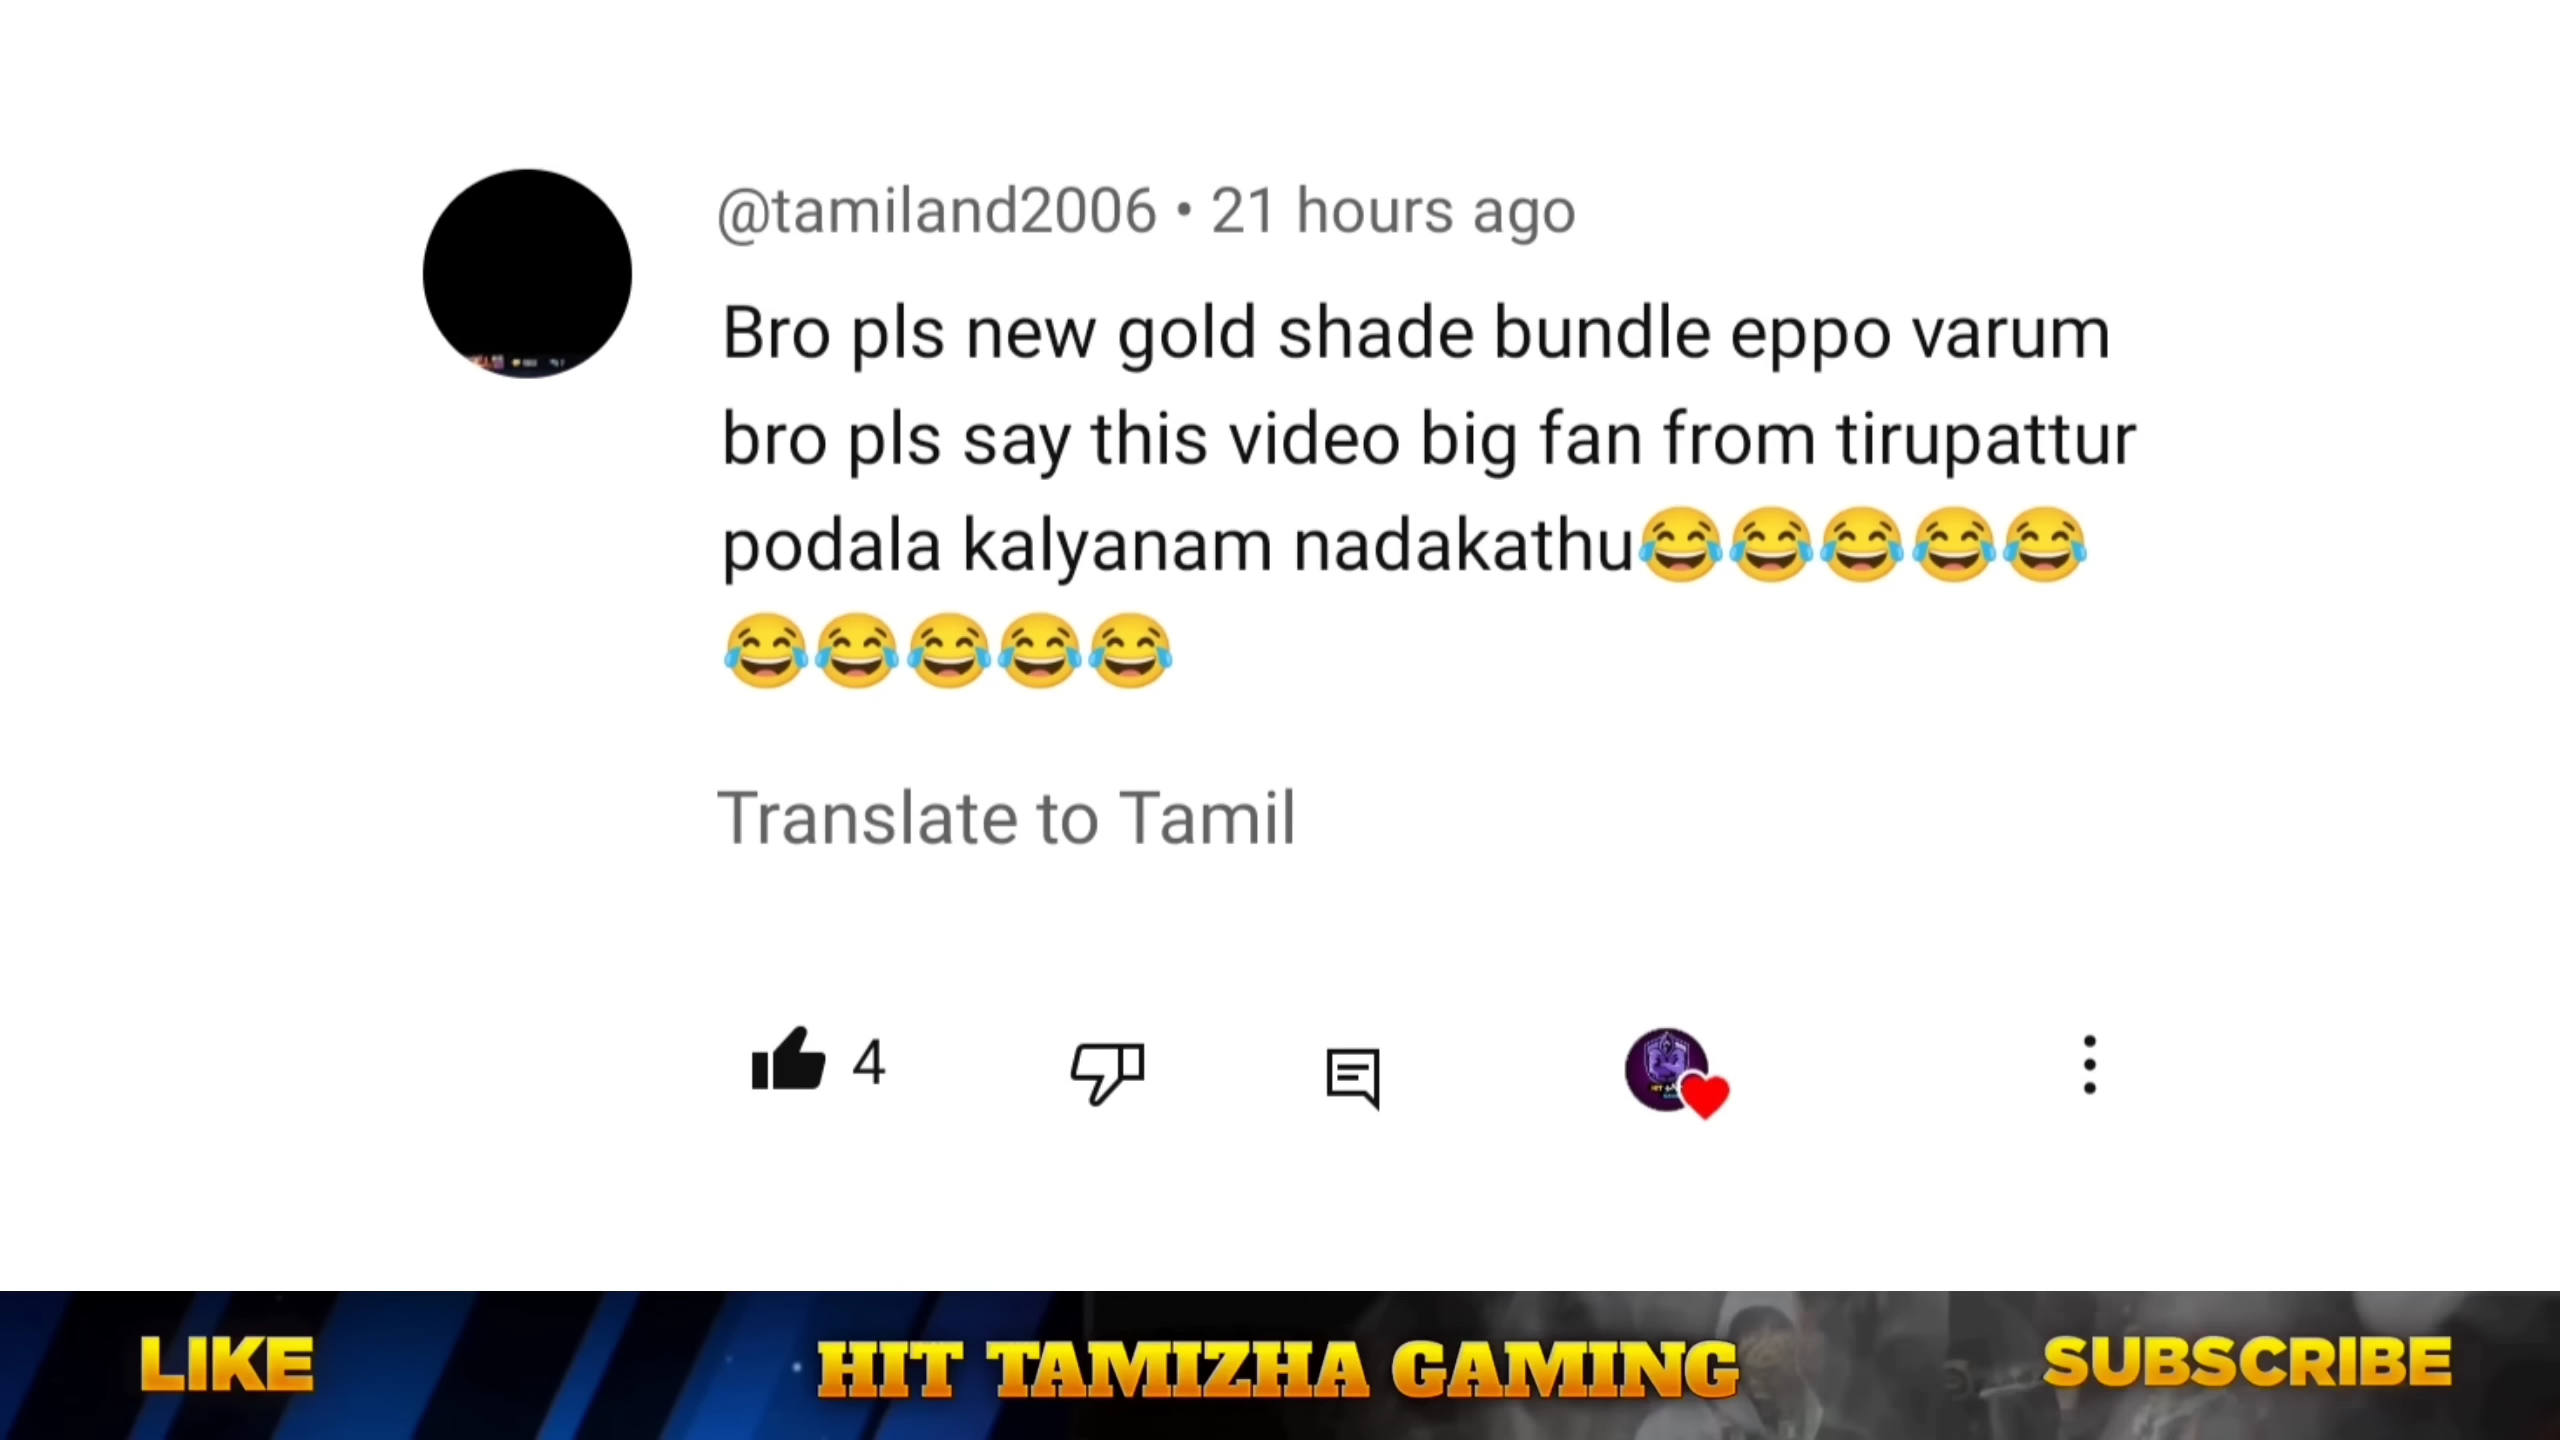 @tamiland2006 • 21 hours ago
Bro pls new gold shade bundle eppo varum
bro pls say this video big fan from tirupattur
podala kalyanam nadakathu😂😂😂😂😂
😂😂😂😂😂
Translate to Tamil
4
LIKE
HIT TAMIZHA GAMING
SUBSCRIBE